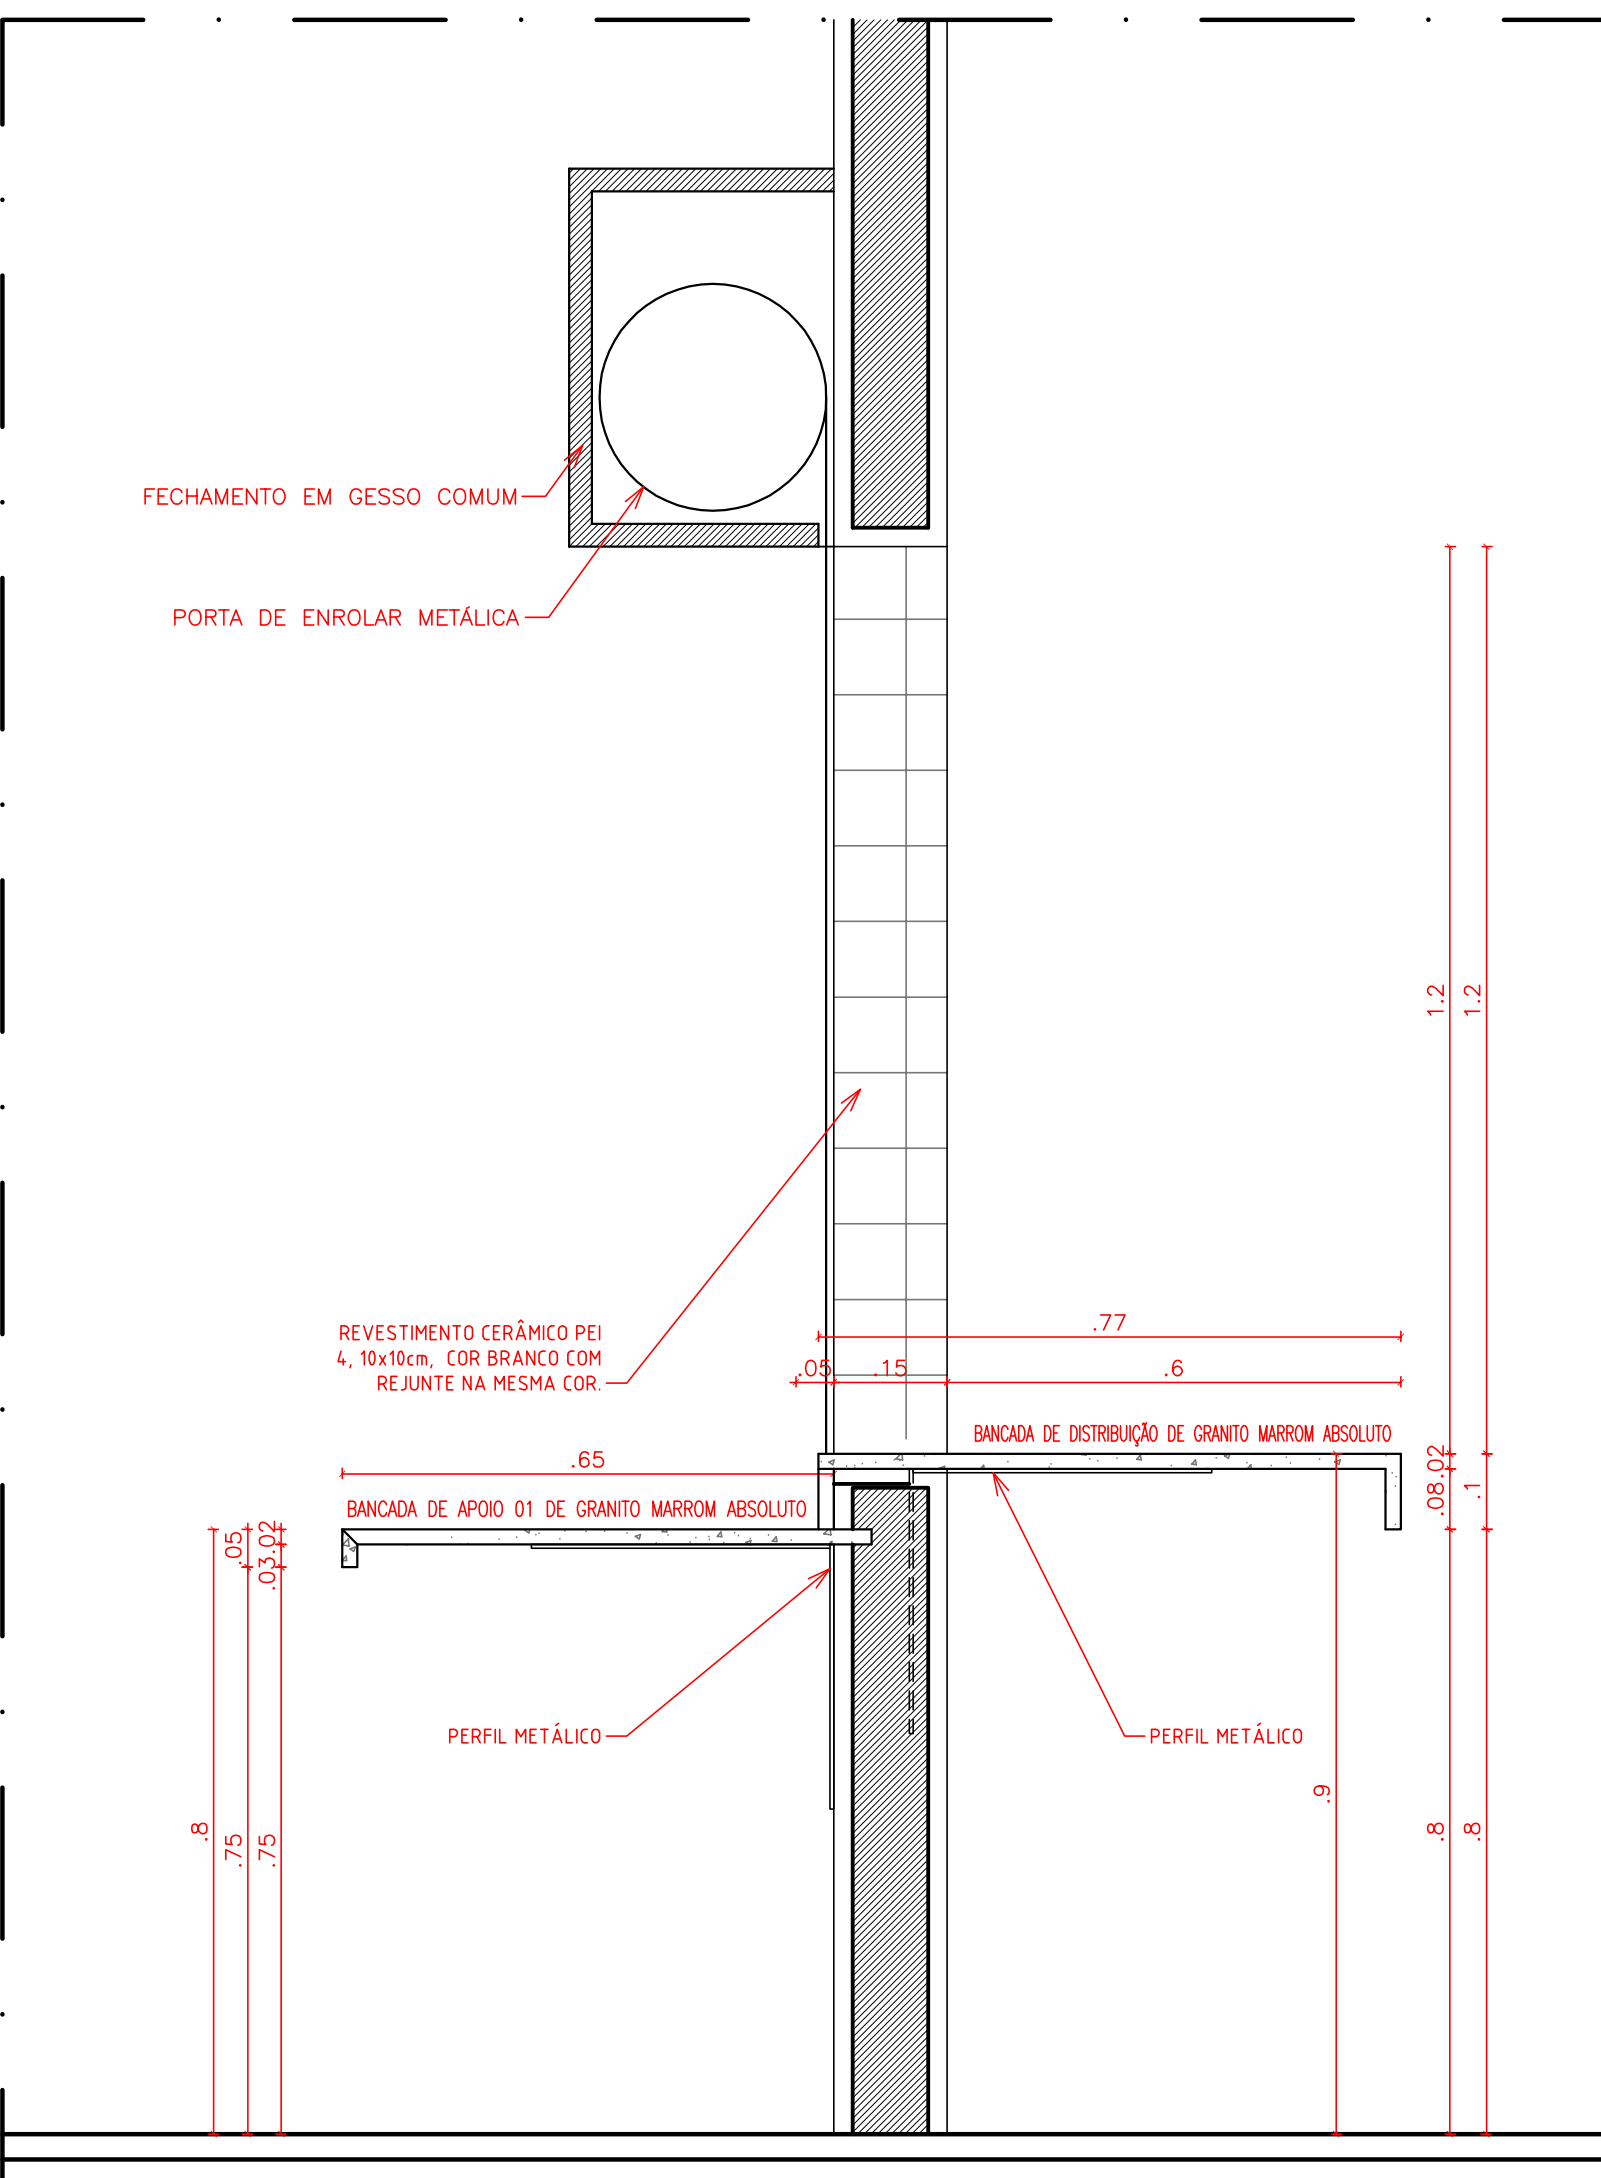 FECHAMENTO EM GESSO COMUM
PORTA DE ENROLAR METÁLICA
1.2
1.2
REVESTIMENTO CERÂMICO PEI
4, 10x10cm, COR BRANCO COM
REJUNTE NA MESMA COR.
.77
.05
.15
.6
BANCADA DE DISTRIBUIÇÃO DE GRANITO MARROM ABSOLUTO
.65
BANCADA DE APOIO 01 DE GRANITO MARROM ABSOLUTO
.02
.08
.1
.05
.02
.03
PERFIL METÁLICO
PERFIL METÁLICO
.8
.75
.75
.9
.8
.8